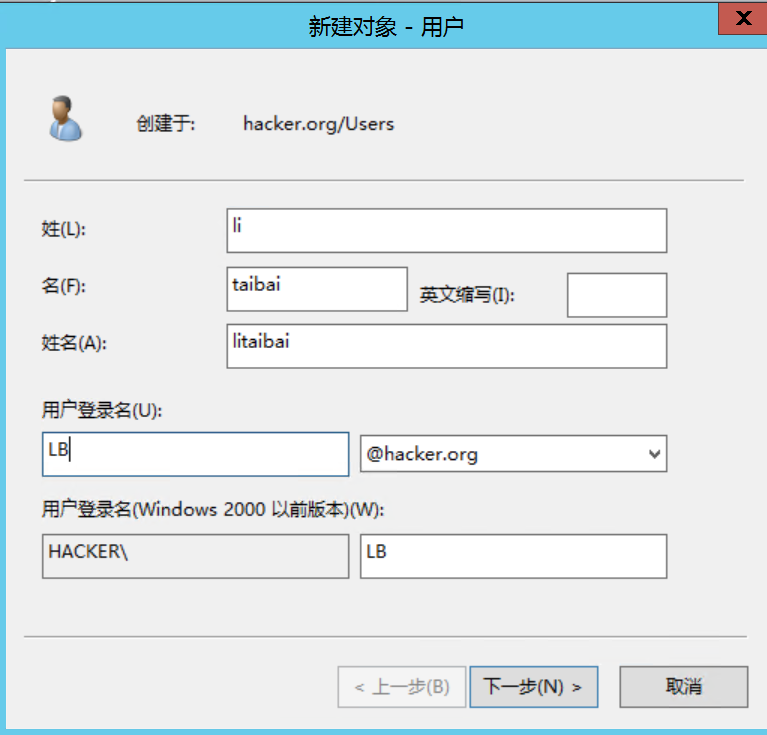 新建对象 - 用户
X
创建于: hacker.org/Users
姓(L): li
名(F): taibai 英文缩写(I):
姓名(A): litaibai
用户登录名(U):
LB @hacker.org
用户登录名(Windows 2000 以前版本)(W):
HACKER\ LB
< 上一步(B) 下一步(N) > 取消